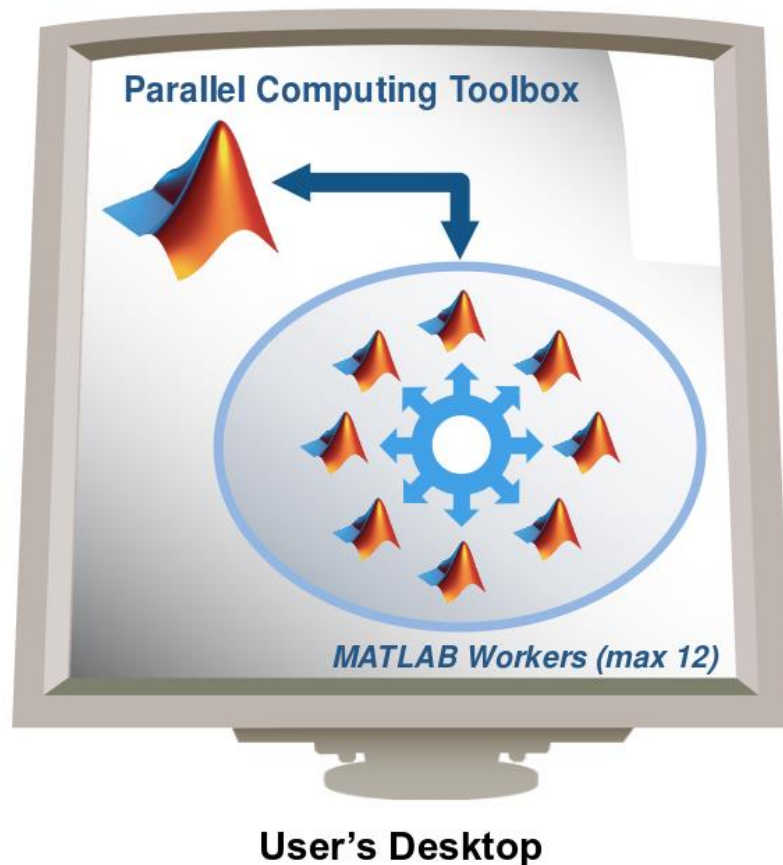 Parallel Computing Toolbox
MATLAB Workers (max 12)
User’s Desktop